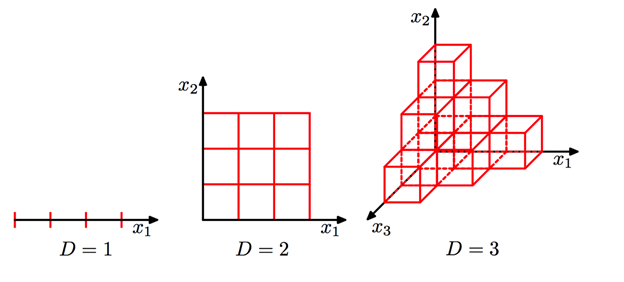 x₂
x₂
x₁
x₁
x₁
x₃
D = 1
D = 2
D = 3